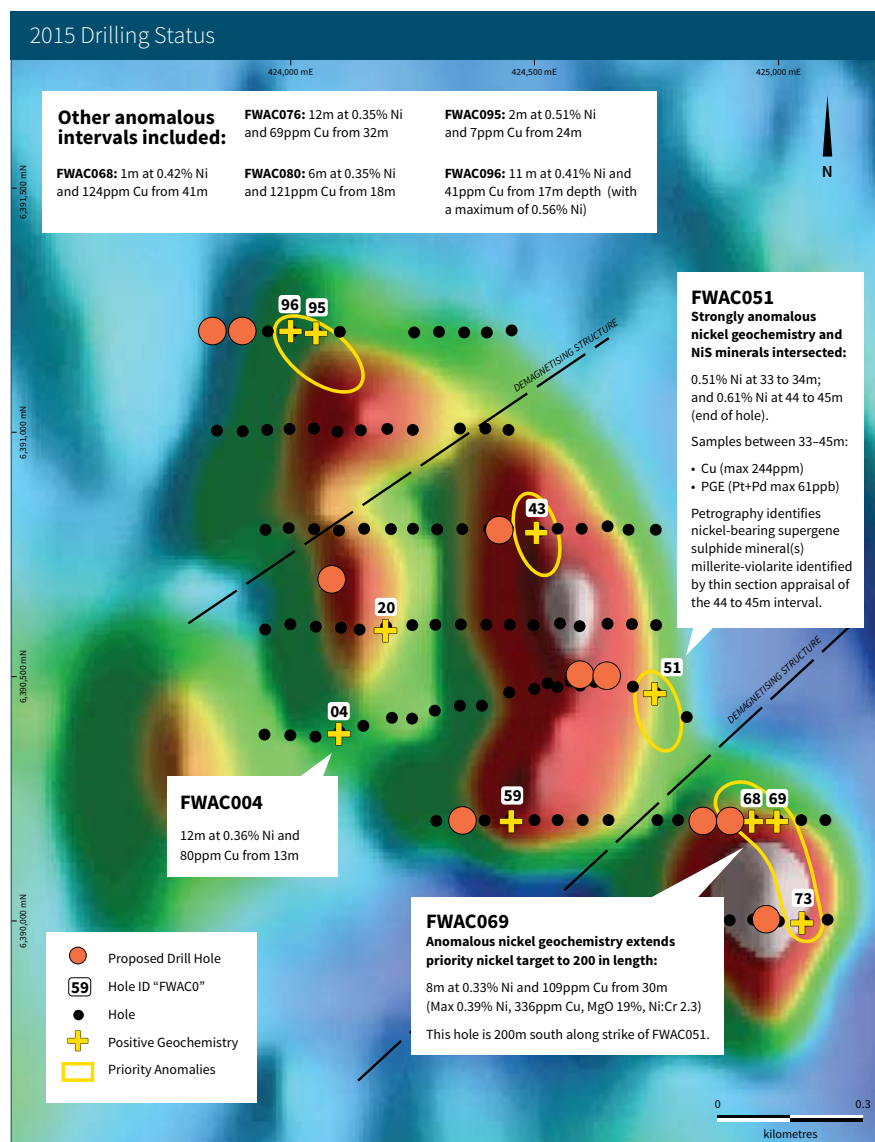 2015 Drilling Status
424,000 mE
424,500 mE
425,000 mE
Other anomalous
intervals included:
FWAC068: 1m at 0.42% Ni
and 124ppm Cu from 41m
FWAC076: 12m at 0.35% Ni
and 69ppm Cu from 32m
FWAC080: 6m at 0.35% Ni
and 121ppm Cu from 18m
FWAC095: 2m at 0.51% Ni
and 7ppm Cu from 24m
FWAC096: 11 m at 0.41% Ni and
41ppm Cu from 17m depth (with
a maximum of 0.56% Ni)
N
6,391,500 mN
6,391,000 mN
6,390,500 mN
6,390,000 mN
96
95
DEMAGNETISING STRUCTURE
FWAC051
Strongly anomalous
nickel geochemistry and
NiS minerals intersected:
0.51% Ni at 33 to 34m;
and 0.61% Ni at 44 to 45m
(end of hole).
Samples between 33–45m:
• Cu (max 244ppm)
• PGE (Pt+Pd max 61ppb)
Petrography identifies
nickel-bearing supergene
sulphide mineral(s)
millerite-violarite identified
by thin section appraisal of
the 44 to 45m interval.
43
20
51
DEMAGNETISING STRUCTURE
04
FWAC004
12m at 0.36% Ni and
80ppm Cu from 13m
59
68
69
73
FWAC069
Anomalous nickel geochemistry extends
priority nickel target to 200 in length:
8m at 0.33% Ni and 109ppm Cu from 30m
(Max 0.39% Ni, 336ppm Cu, MgO 19%, Ni:Cr 2.3)
This hole is 200m south along strike of FWAC051.
Proposed Drill Hole
59
Hole ID "FWAC0"
Hole
Positive Geochemistry
Priority Anomalies
0
0.3
kilometres